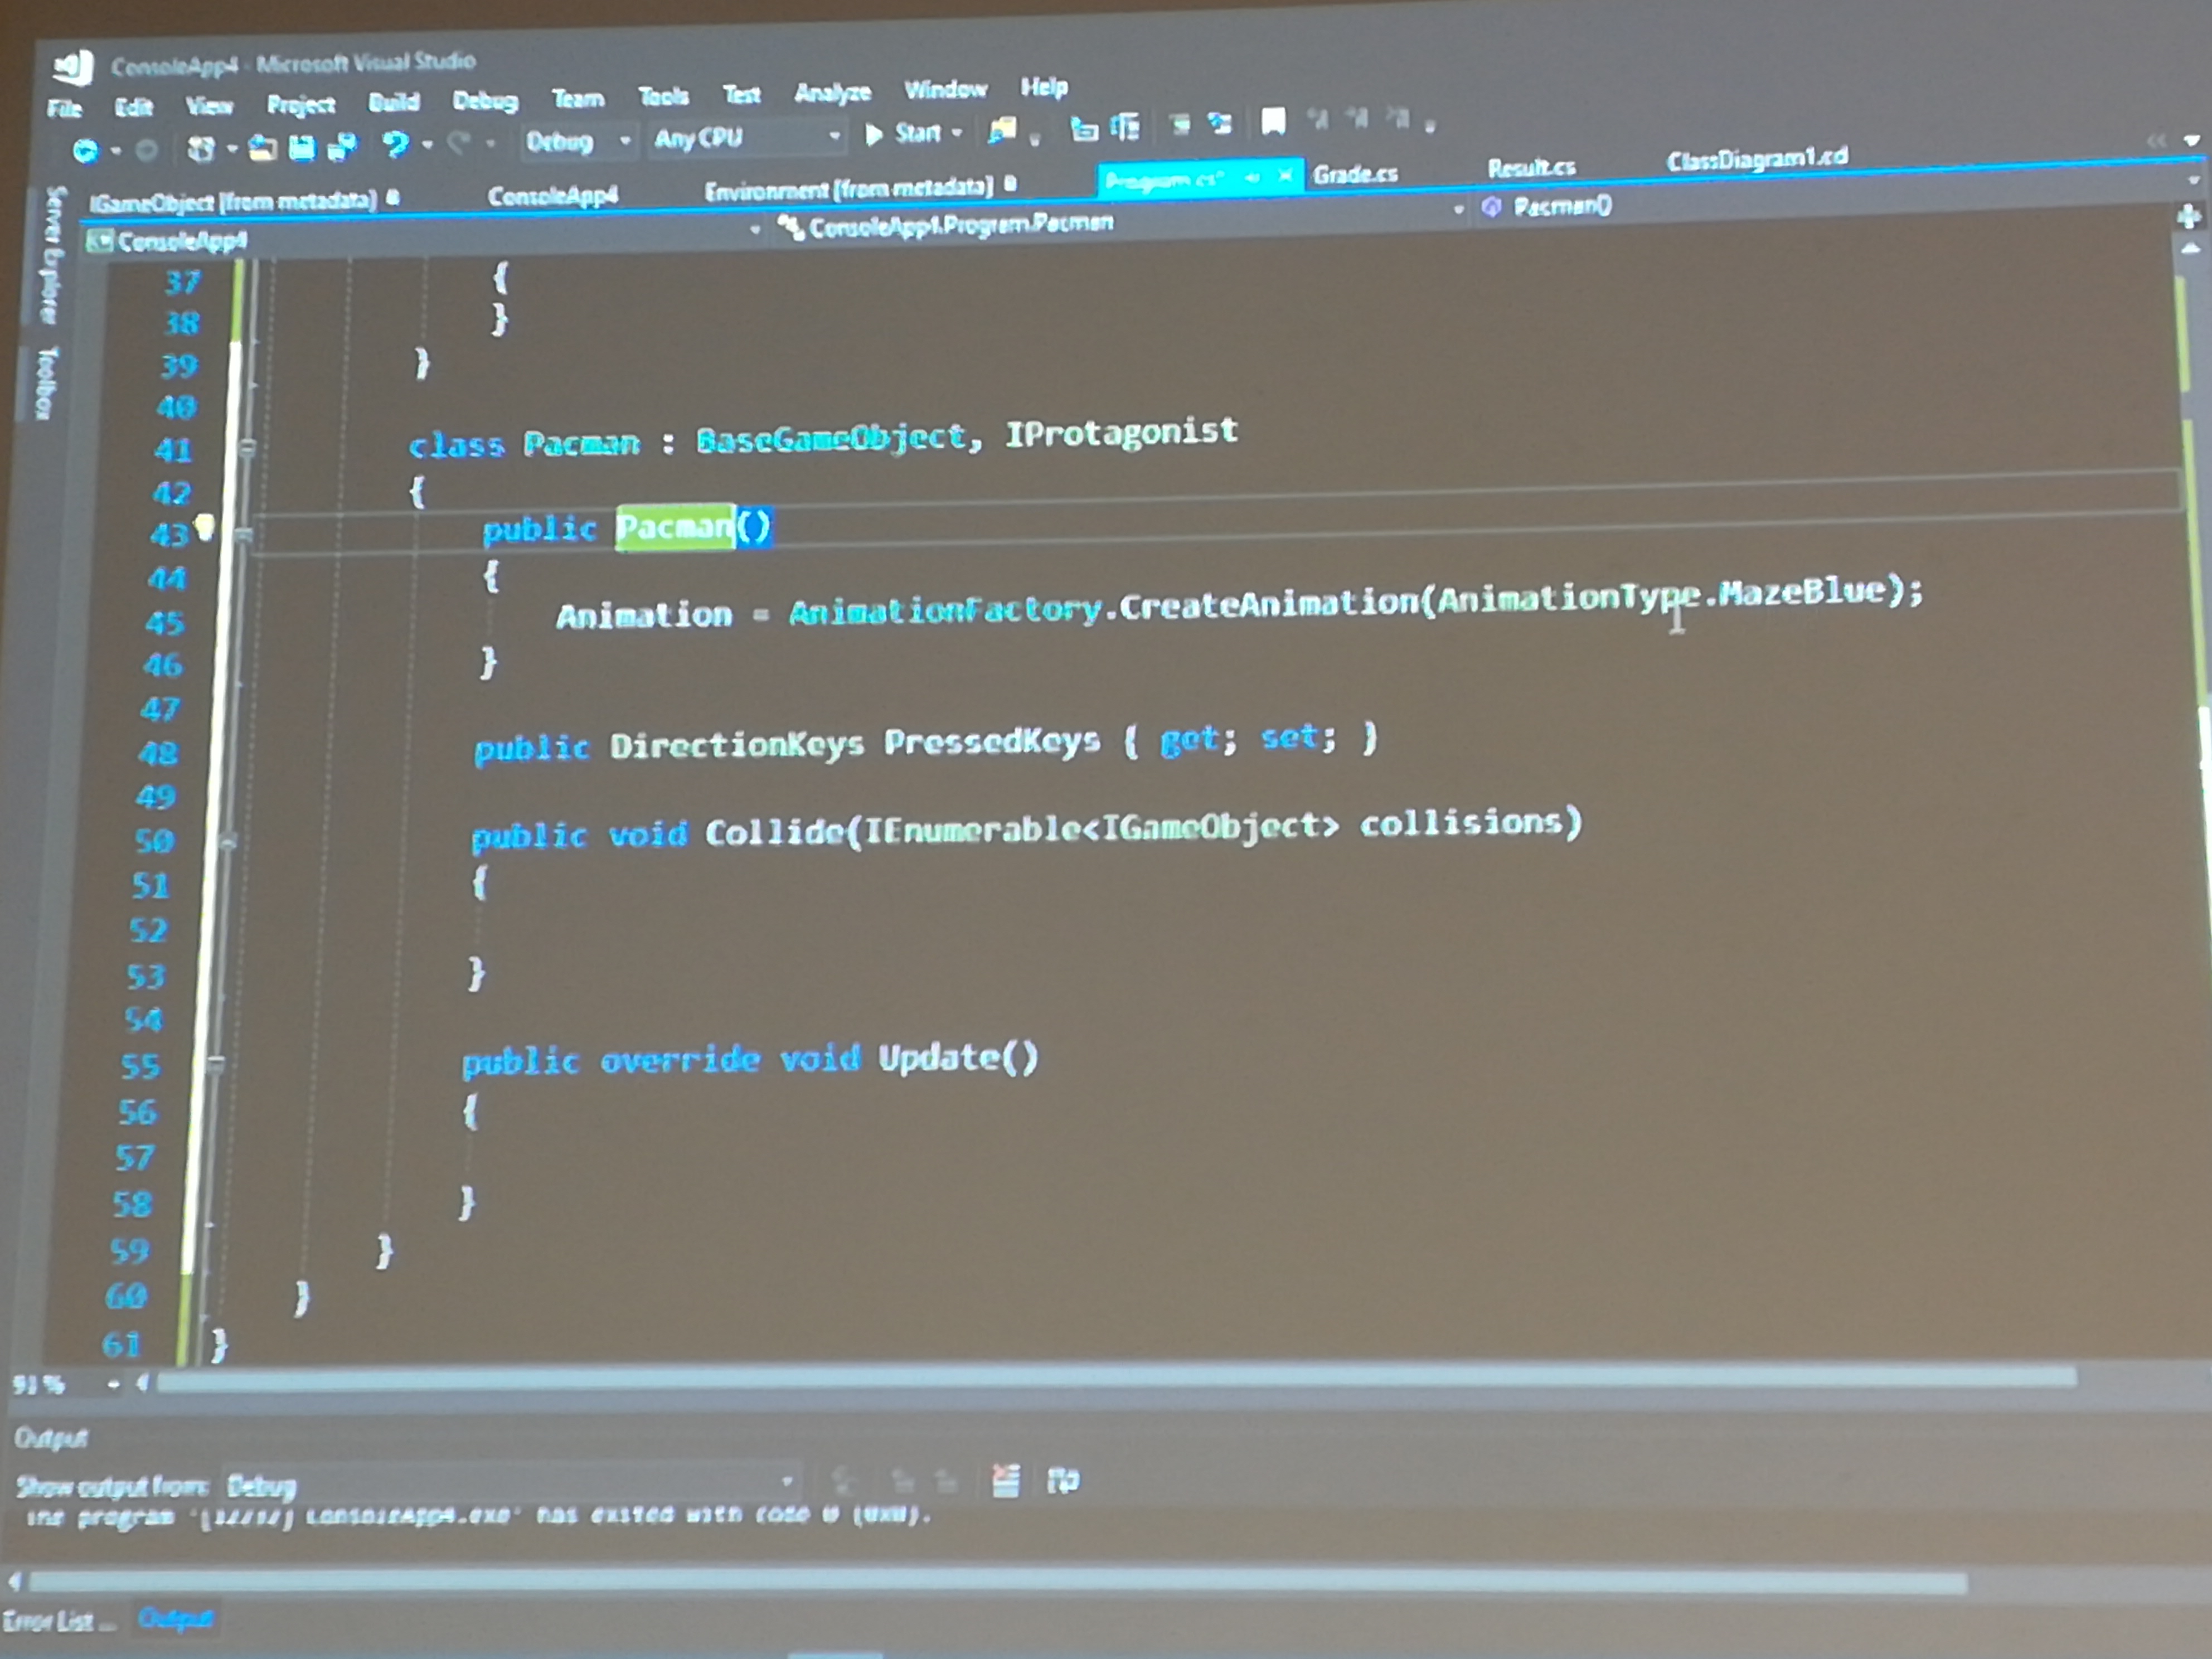 ConsoleApp4 - Microsoft Visual Studio
File Edit View Project Build Debug Team Tools Test Analyze Window Help
Debug Any CPU Start
IGameObject [from metadata] ConsoleApp4 Environment [from metadata] Program.cs* Grade.cs Result.cs ClassDiagram1.cd
ConsoleApp4 ConsoleApp4.Program.Pacman Pacman()
Server Explorer
Toolbox
37 {
38 }
39 }
40
41 class Pacman : BaseGameObject, IProtagonist
42 {
43 public Pacman()
44 {
45 Animation = AnimationFactory.CreateAnimation(AnimationType.MazeBlue);
46 }
47
48 public DirectionKeys PressedKeys { get; set; }
49
50 public void Collide(IEnumerable<IGameObject> collisions)
51 {
52
53 }
54
55 public override void Update()
56 {
57
58 }
59 }
60 }
61 }
91 %
Output
Show output from: Debug
The program ConsoleApp4.exe' has exited with code 0 (0x0).
Error List ... Output